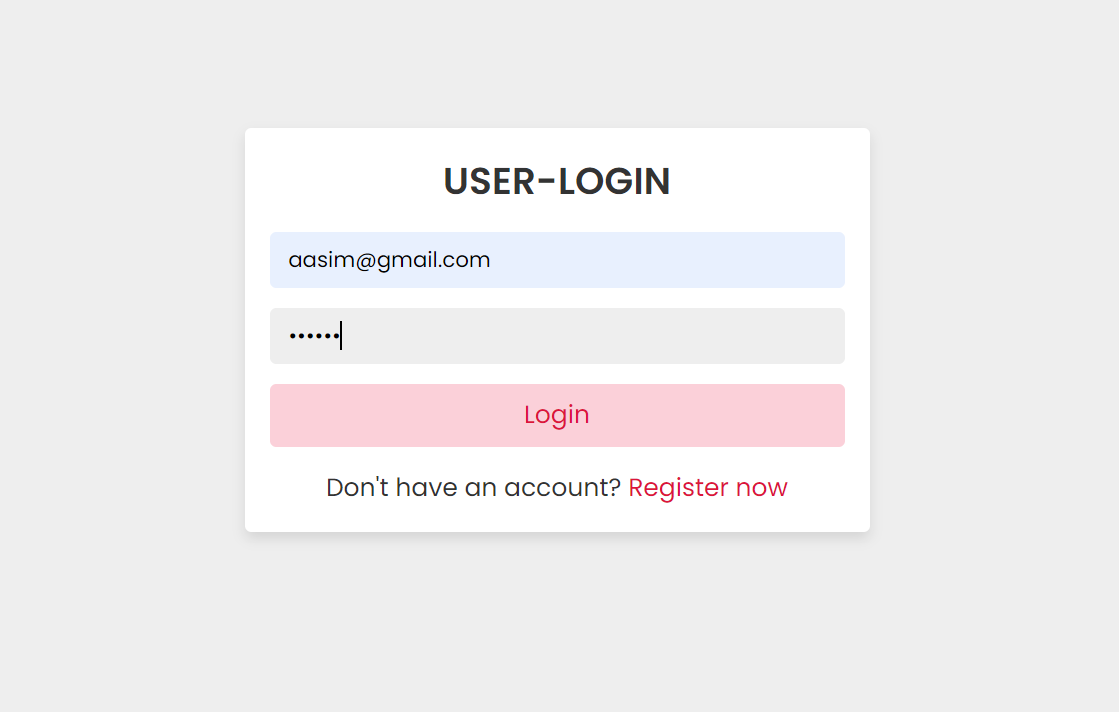 USER-LOGIN
aasim@gmail.com
••••••
Login
Don't have an account? Register now